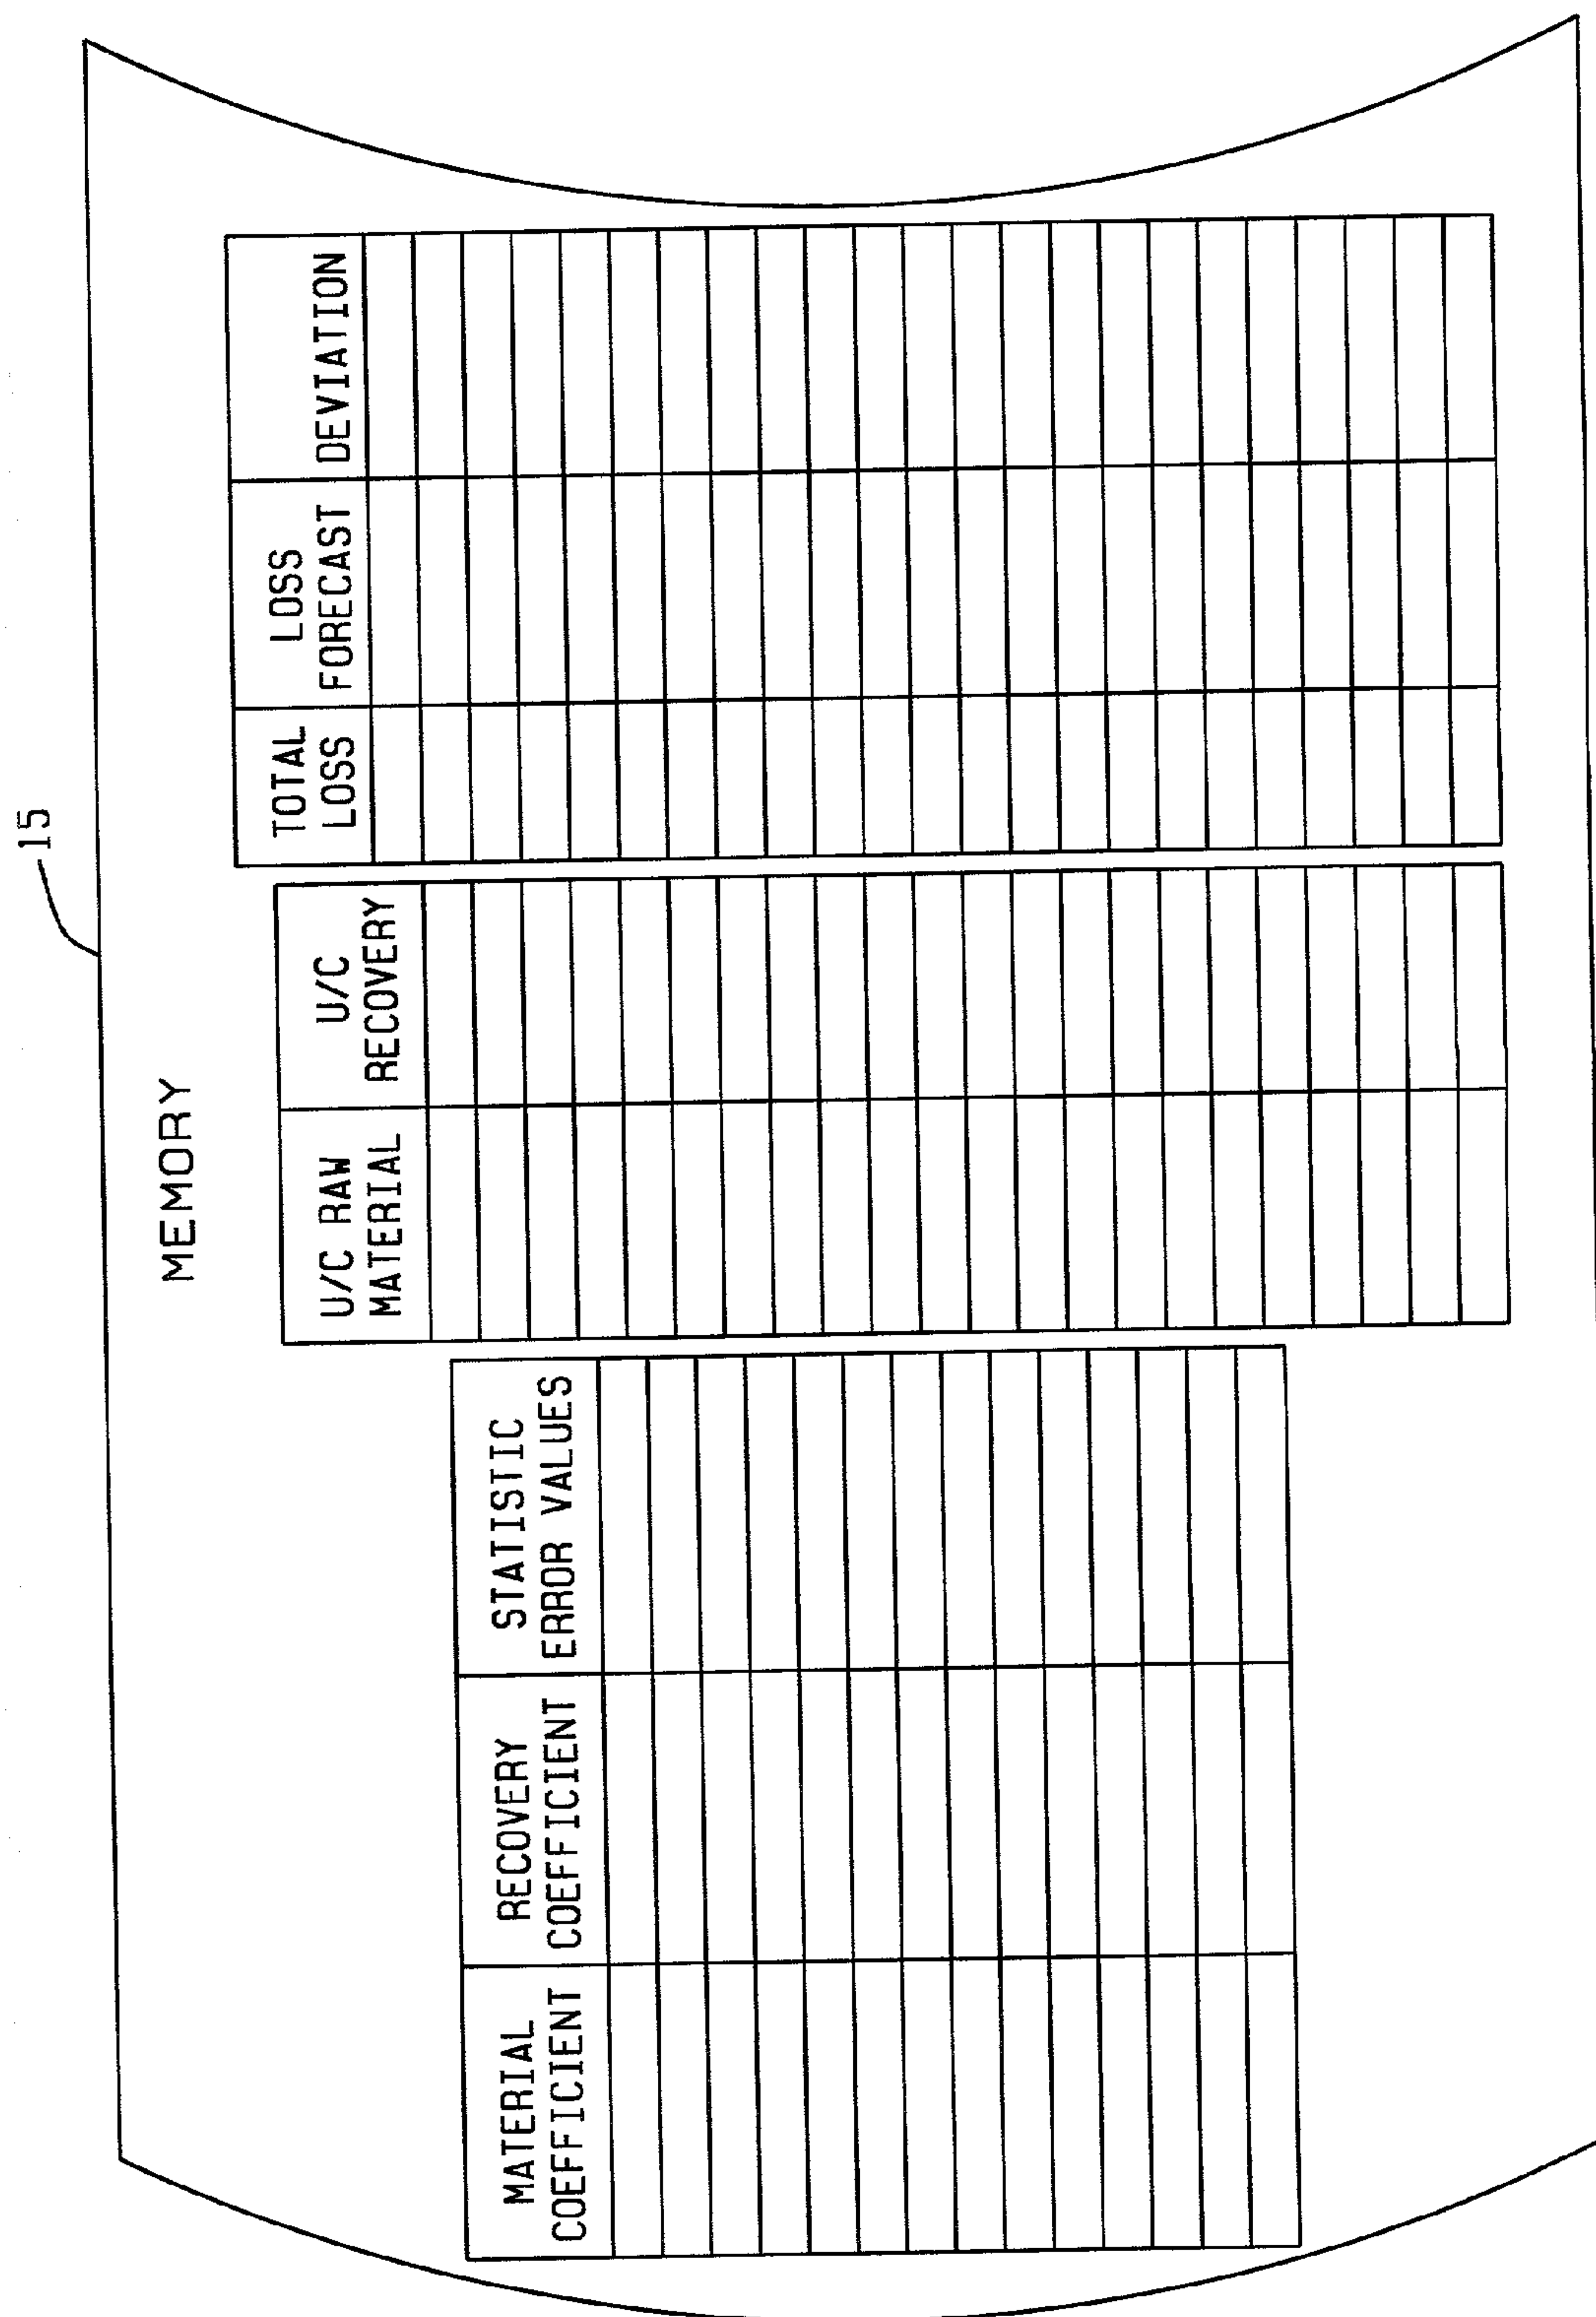 15
MEMORY
MATERIAL
COEFFICIENT
RECOVERY
COEFFICIENT
STATISTIC
ERROR VALUES
U/C RAW
MATERIAL
U/C
RECOVERY
TOTAL
LOSS
LOSS
FORECAST
DEVIATION